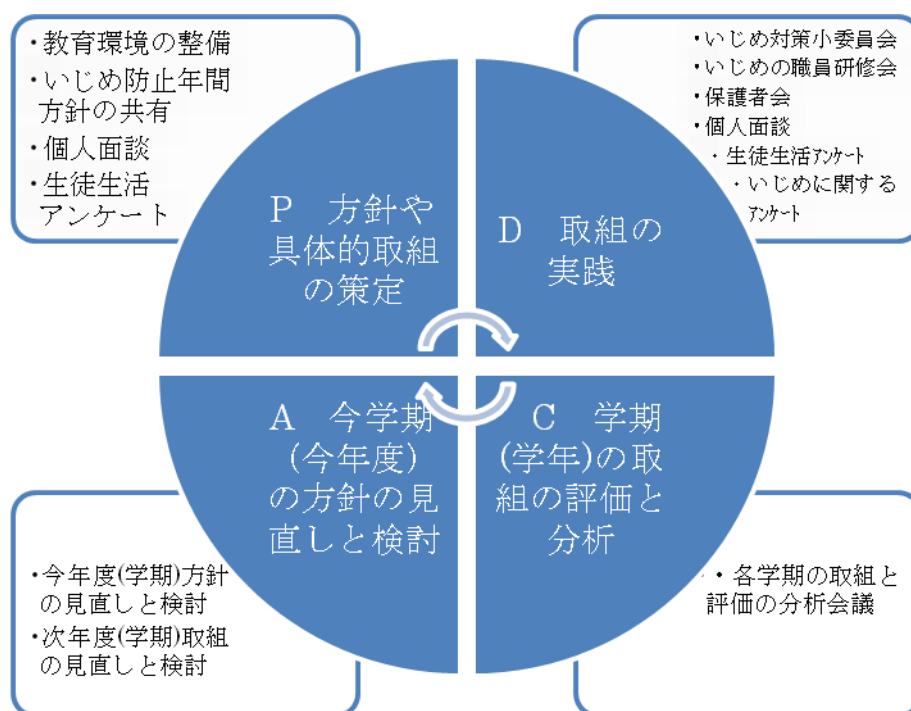 ・教育環境の整備
・いじめ防止年間
方針の共有
・個人面談
・生徒生活
アンケート
P 方針や
具体的取組
の策定
・いじめ対策小委員会
・いじめの職員研修会
・保護者会
・個人面談
・生徒生活ｱﾝｹｰﾄ
・いじめに関する
ｱﾝｹｰﾄ
D 取組の
実践
A 今学期
(今年度)
の方針の見
直しと検討
・今年度(学期)方針
の見直しと検討
・次年度(学期)取組
の見直しと検討
C 学期
(学年)の取
組の評価と
分析
・・各学期の取組と
評価の分析会議